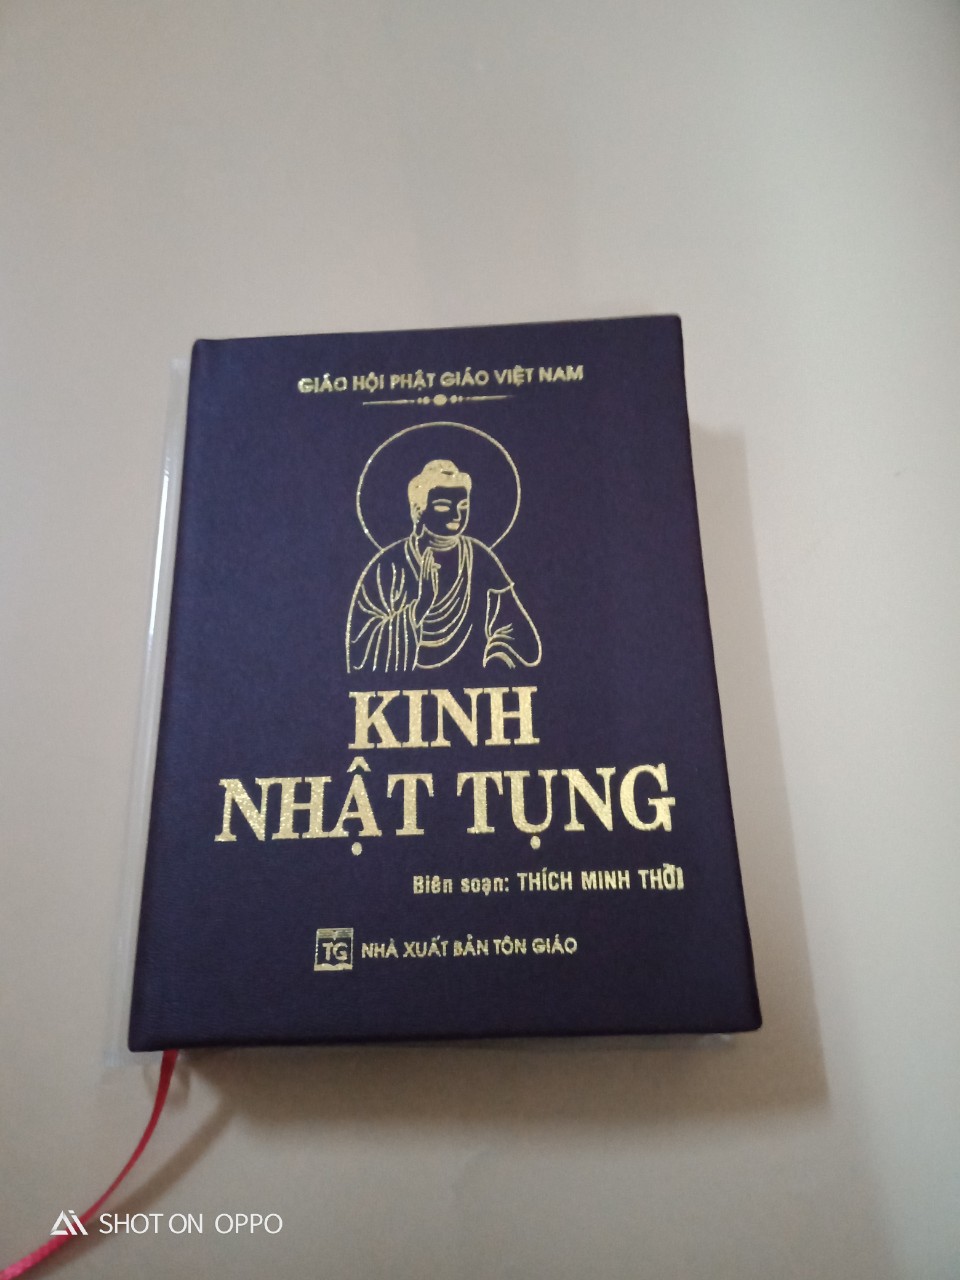 GIÁO HỘI PHẬT GIÁO VIỆT NAM
KINH
NHẬT TỤNG
Biên soạn: THÍCH MINH THỜI
TG NHÀ XUẤT BẢN TÔN GIÁO
SHOT ON OPPO